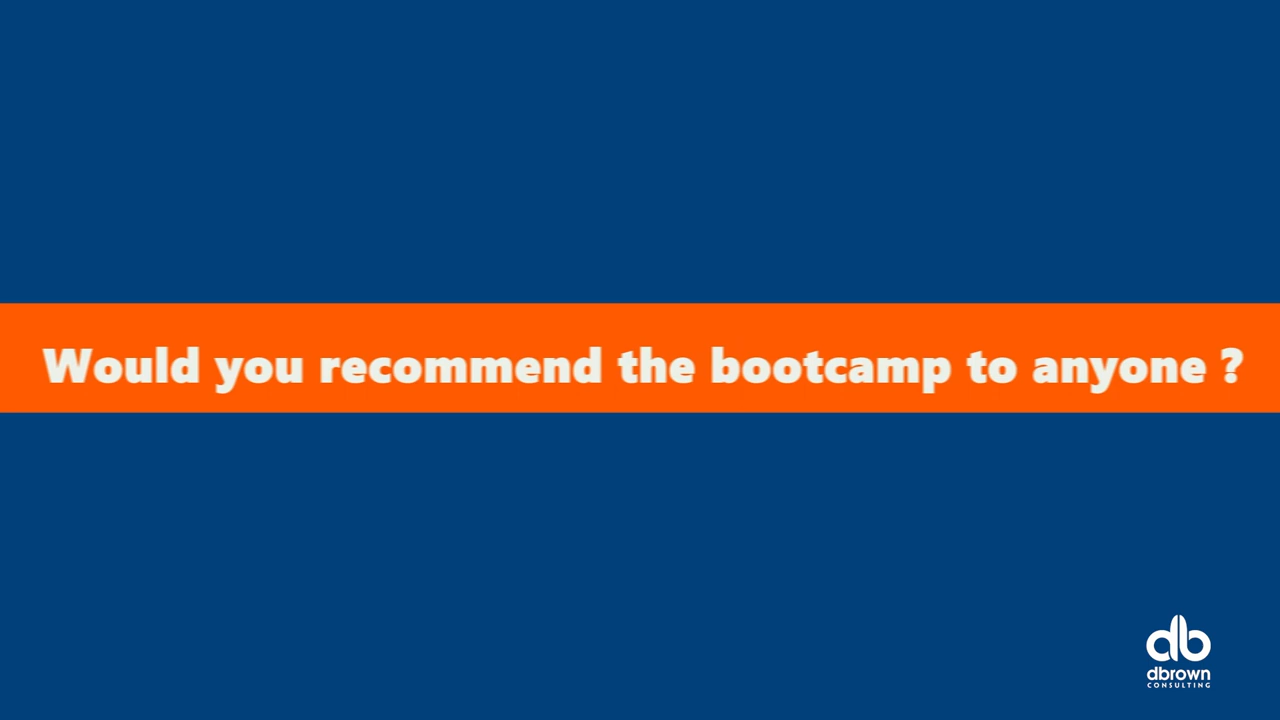 Would you recommend the bootcamp to anyone ?
db
dbrown
CONSULTING